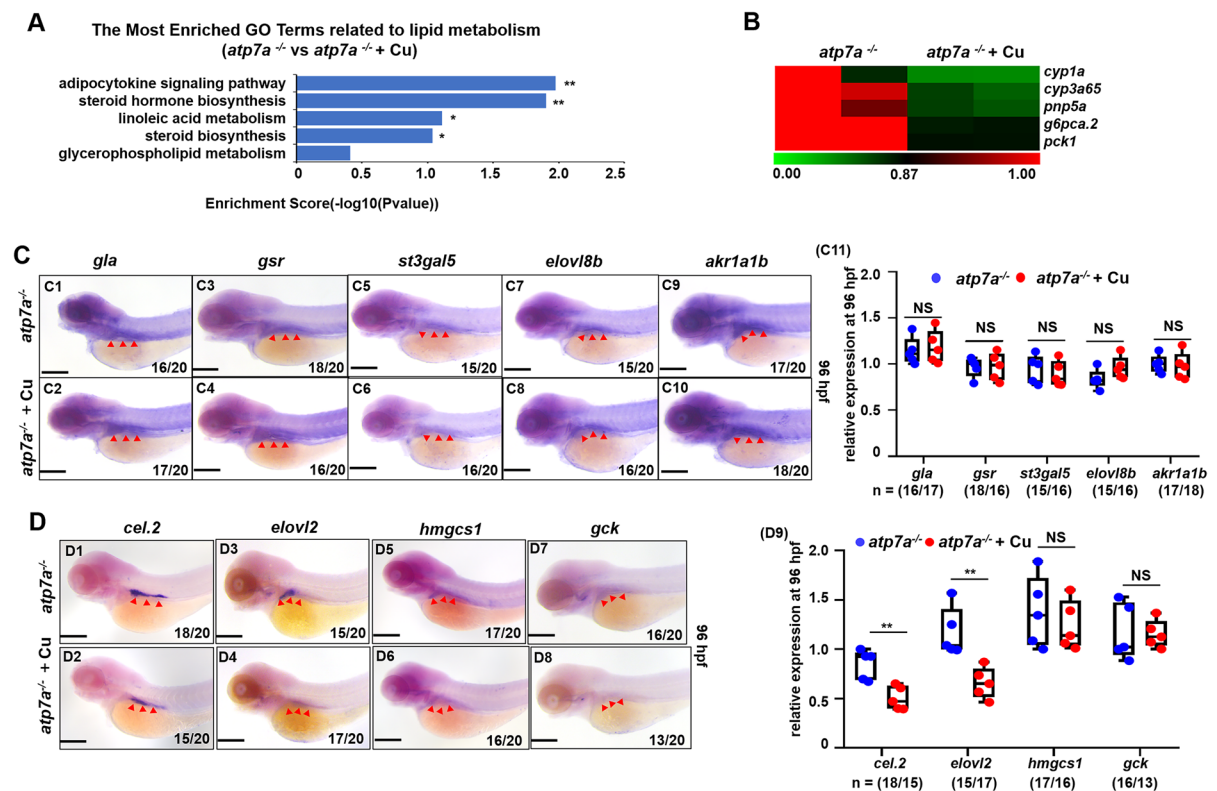 A
The Most Enriched GO Terms related to lipid metabolism
(atp7a -/- vs atp7a -/- + Cu)
adipocytokine signaling pathway
**
steroid hormone biosynthesis
**
linoleic acid metabolism
*
steroid biosynthesis
*
glycerophospholipid metabolism
0 0.5 1.0 1.5 2.0 2.5
Enrichment Score(-log10(Pvalue))
B
atp7a -/- atp7a -/- + Cu
cyp1a
cyp3a65
pnp5a
g6pca.2
pck1
0.00 0.87 1.00
C
gla gsr st3gal5 elovl8b akr1a1b
atp7a-/-
C1 C3 C5 C7 C9
16/20 18/20 15/20 15/20 17/20
atp7a-/- + Cu
C2 C4 C6 C8 C10
17/20 16/20 16/20 16/20 18/20
96 hpf
(C11)
atp7a-/- atp7a-/- + Cu
relative expression at 96 hpf
2.0
1.5
1.0
0.5
0
NS NS NS NS NS
gla gsr st3gal5 elovl8b akr1a1b
n = (16/17) (18/16) (15/16) (15/16) (17/18)
D
cel.2 elovl2 hmgcs1 gck
atp7a-/-
D1 D3 D5 D7
18/20 15/20 17/20 16/20
atp7a-/- + Cu
D2 D4 D6 D8
15/20 17/20 16/20 13/20
96 hpf
(D9)
atp7a-/- atp7a-/- + Cu
relative expression at 96 hpf
2.0
1.5
1.0
0.5
0
** ** NS NS
cel.2 elovl2 hmgcs1 gck
n = (18/15) (15/17) (17/16) (16/13)